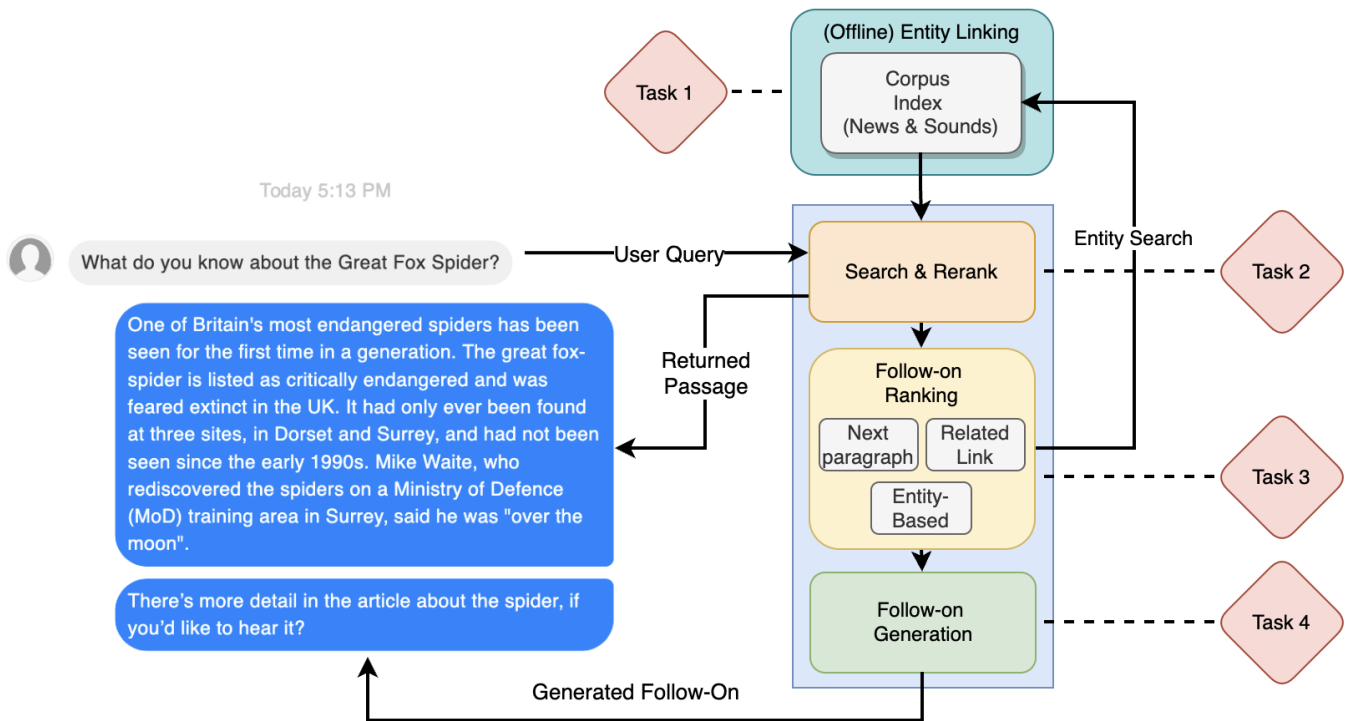 (Offline) Entity Linking
Corpus
Index
(News & Sounds)
Task 1
Today 5:13 PM
What do you know about the Great Fox Spider?
User Query
Search & Rerank
Entity Search
Task 2
One of Britain's most endangered spiders has been
seen for the first time in a generation. The great fox-
spider is listed as critically endangered and was
feared extinct in the UK. It had only ever been found
at three sites, in Dorset and Surrey, and had not been
seen since the early 1990s. Mike Waite, who
rediscovered the spiders on a Ministry of Defence
(MoD) training area in Surrey, said he was "over the
moon".
Returned
Passage
Follow-on
Ranking
Next
paragraph
Related
Link
Entity-
Based
Task 3
There's more detail in the article about the spider, if
you'd like to hear it?
Follow-on
Generation
Task 4
Generated Follow-On